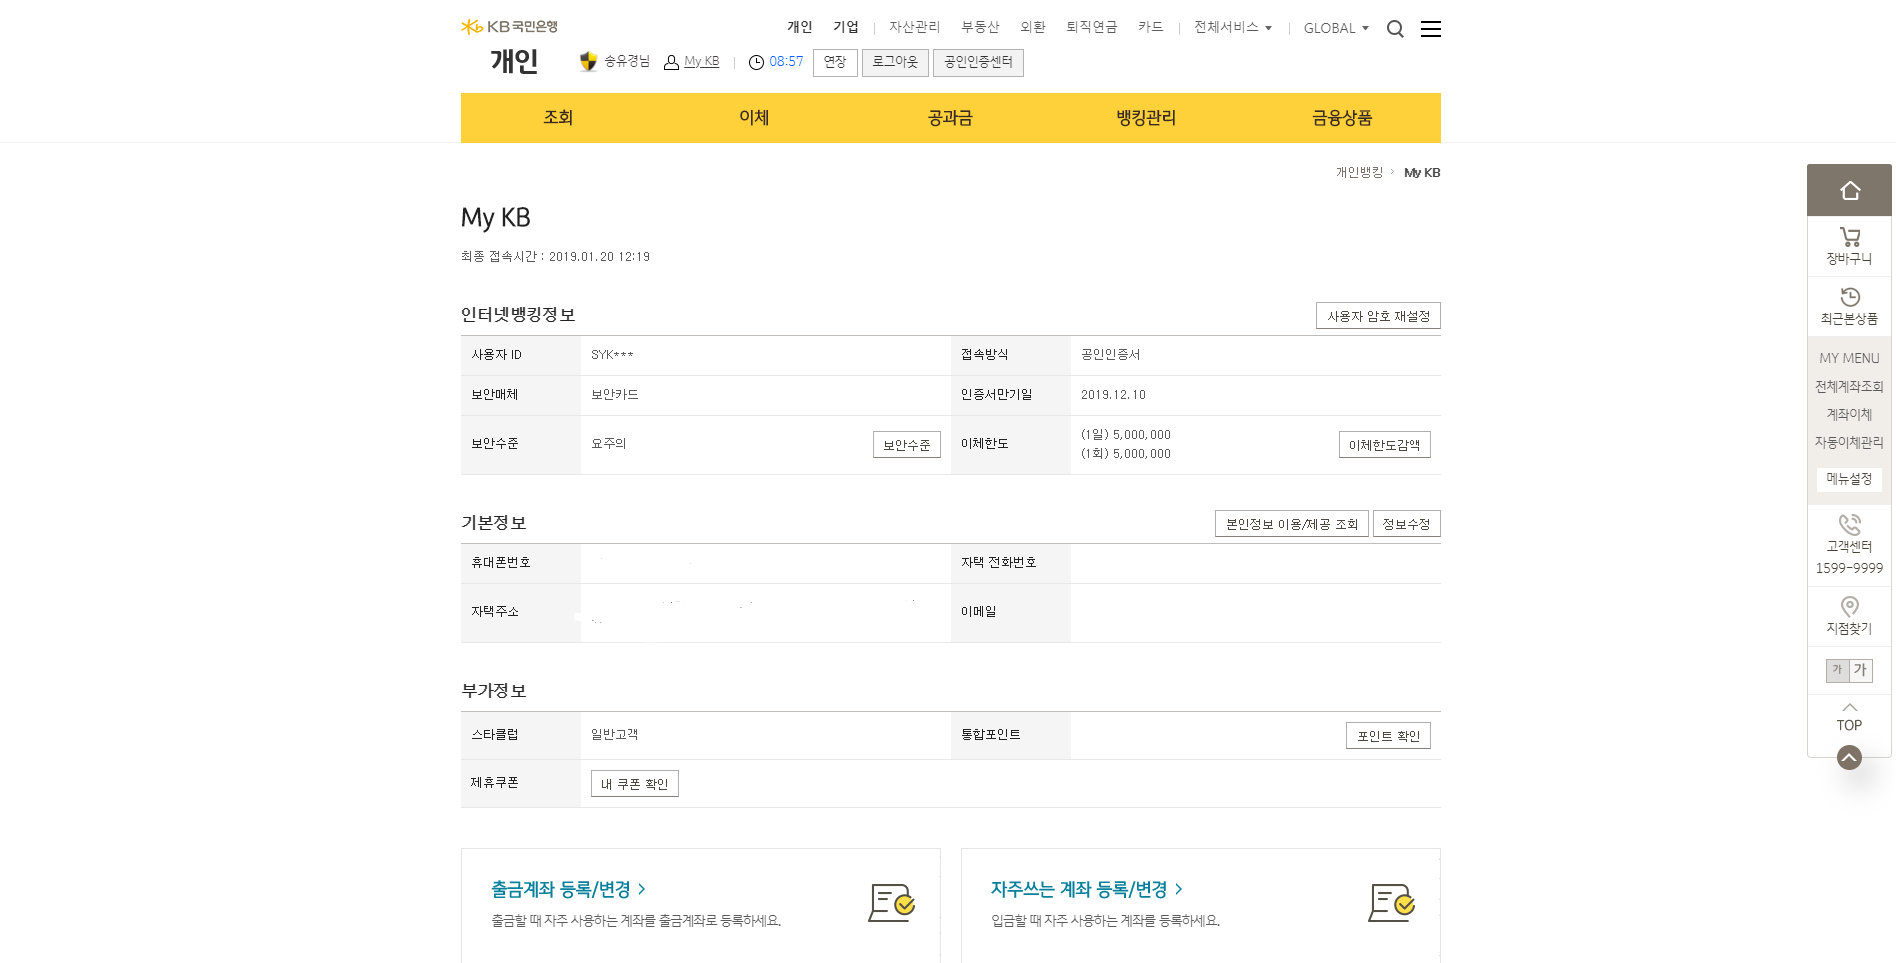 KB 국민은행
개인 기업 자산관리 부동산 외환 퇴직연금 카드 전체서비스 GLOBAL
개인 송유경님 My KB 08:57 연장 로그아웃 공인인증센터
조회 이체 공과금 뱅킹관리 금융상품
개인뱅킹 > My KB
My KB
최종 접속시간 : 2019.01.20 12:19
인터넷뱅킹정보 사용자 암호 재설정
사용자 ID SYK*** 접속방식 공인인증서
보안매체 보안카드 인증서만기일 2019.12.10
보안수준 요주의 보안수준 이체한도 (1일) 5,000,000
(1회) 5,000,000 이체한도감액
기본정보 본인정보 이용/제공 조회 정보수정
휴대폰번호 자택 전화번호
자택주소 이메일
부가정보
스타클럽 일반고객 통합포인트 포인트 확인
제휴쿠폰 내 쿠폰 확인
출금계좌 등록/변경 >
출금할 때 자주 사용하는 계좌를 출금계좌로 등록하세요.
자주쓰는 계좌 등록/변경 >
입금할 때 자주 사용하는 계좌를 등록하세요.
장바구니
최근본상품
MY MENU
전체계좌조회
계좌이체
자동이체관리
메뉴설정
고객센터
1599-9999
지점찾기
가 가
TOP